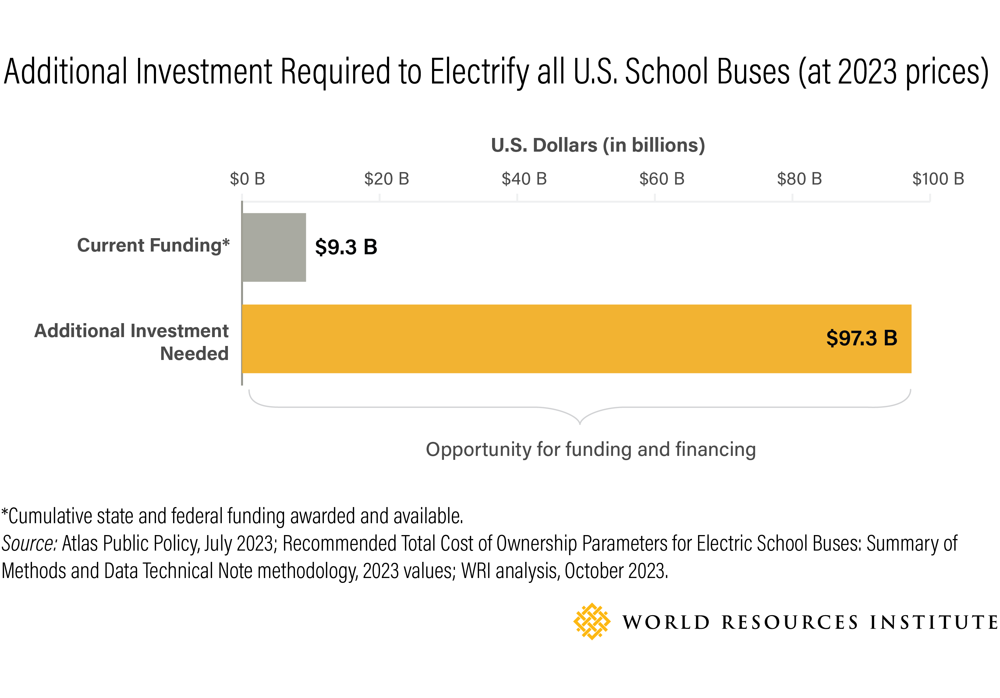 Additional Investment Required to Electrify all U.S. School Buses (at 2023 prices)
U.S. Dollars (in billions)
$0 B $20 B $40 B $60 B $80 B $100 B
Current Funding* $9.3 B
Additional Investment
Needed
$97.3 B
Opportunity for funding and financing
*Cumulative state and federal funding awarded and available.
Source: Atlas Public Policy, July 2023; Recommended Total Cost of Ownership Parameters for Electric School Buses: Summary of
Methods and Data Technical Note methodology, 2023 values; WRI analysis, October 2023.
WORLD RESOURCES INSTITUTE